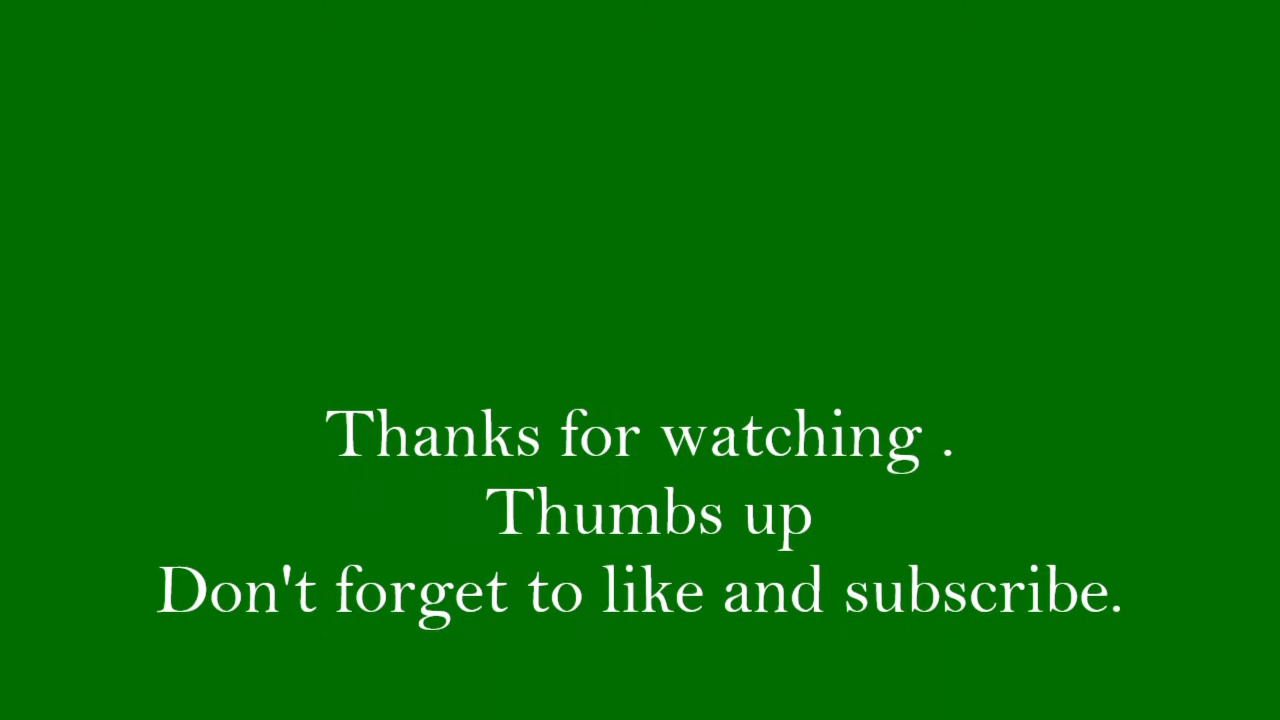 Thanks for watching .
Thumbs up
Don't forget to like and subscribe.